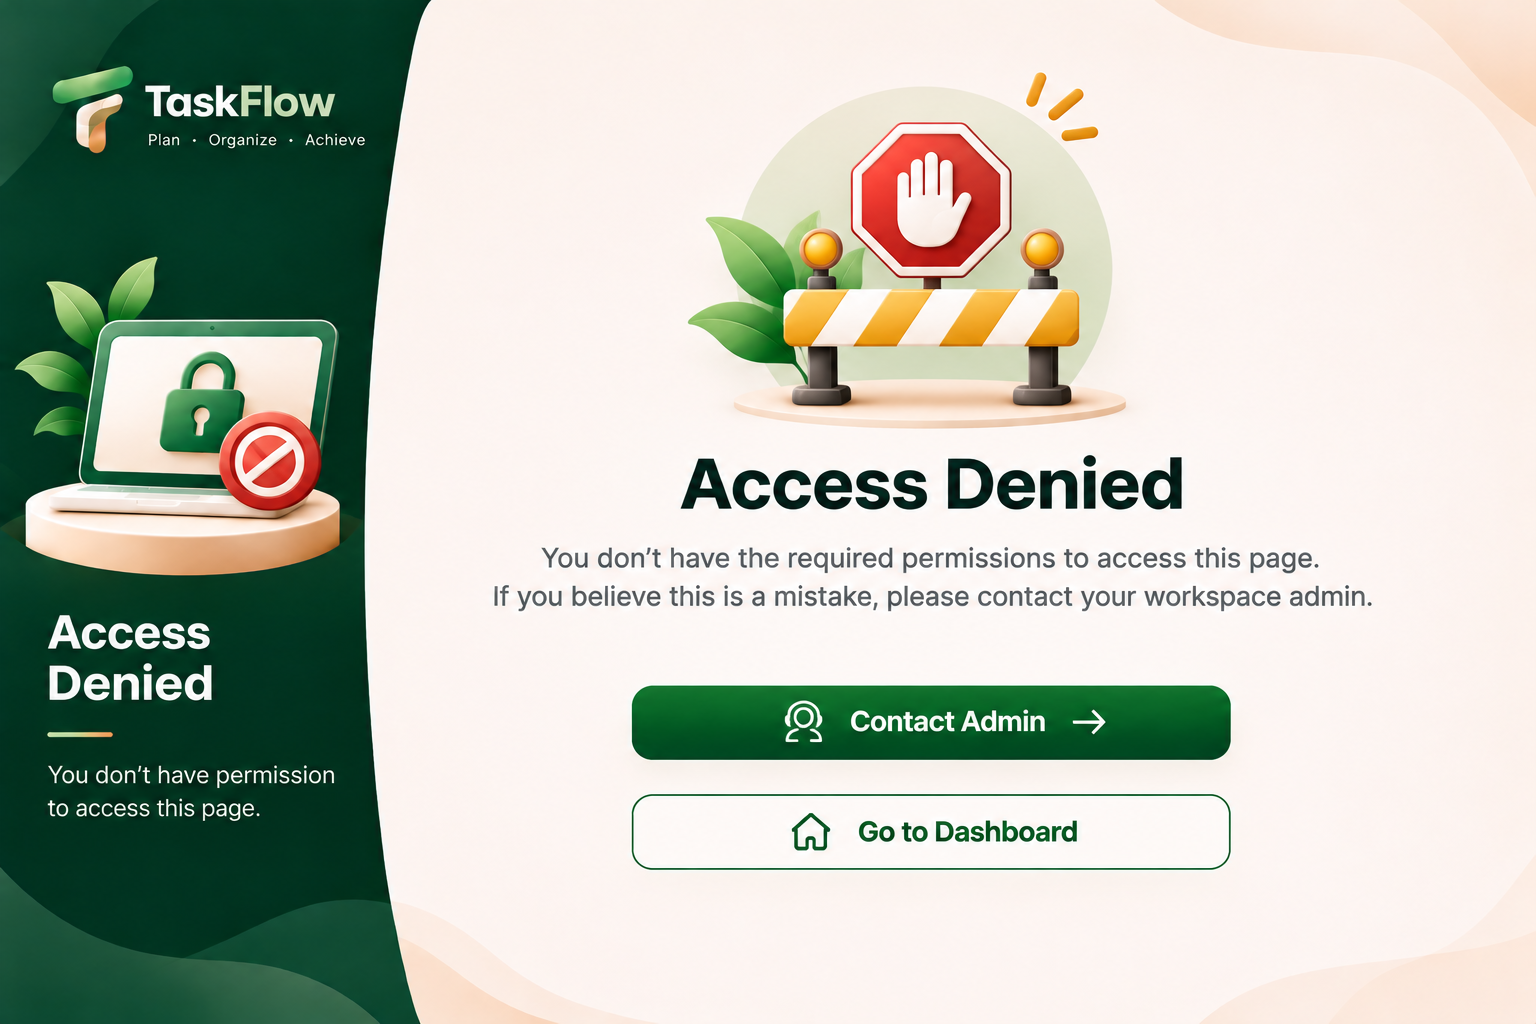 TaskFlow
Plan • Organize • Achieve
Access
Denied
You don’t have permission
to access this page.
Access Denied
You don’t have the required permissions to access this page.
If you believe this is a mistake, please contact your workspace admin.
Contact Admin →
Go to Dashboard